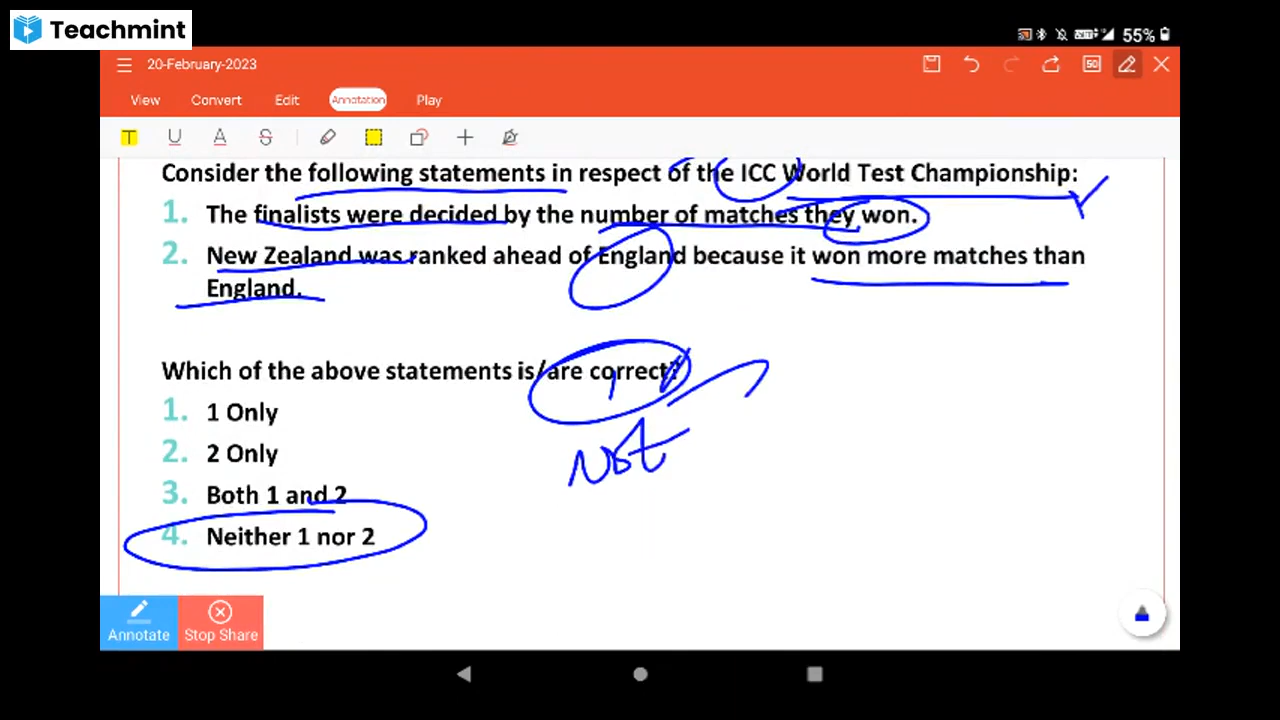 Teachmint
55%
20-February-2023
50
View Convert Edit Annotation Play
T U A S
Consider the following statements in respect of the ICC World Test Championship:
1. The finalists were decided by the number of matches they won.
2. New Zealand was ranked ahead of England because it won more matches than
England.
Which of the above statements is/are correct?
1. 1 Only
Not
2. 2 Only
3. Both 1 and 2
4. Neither 1 nor 2
Annotate Stop Share